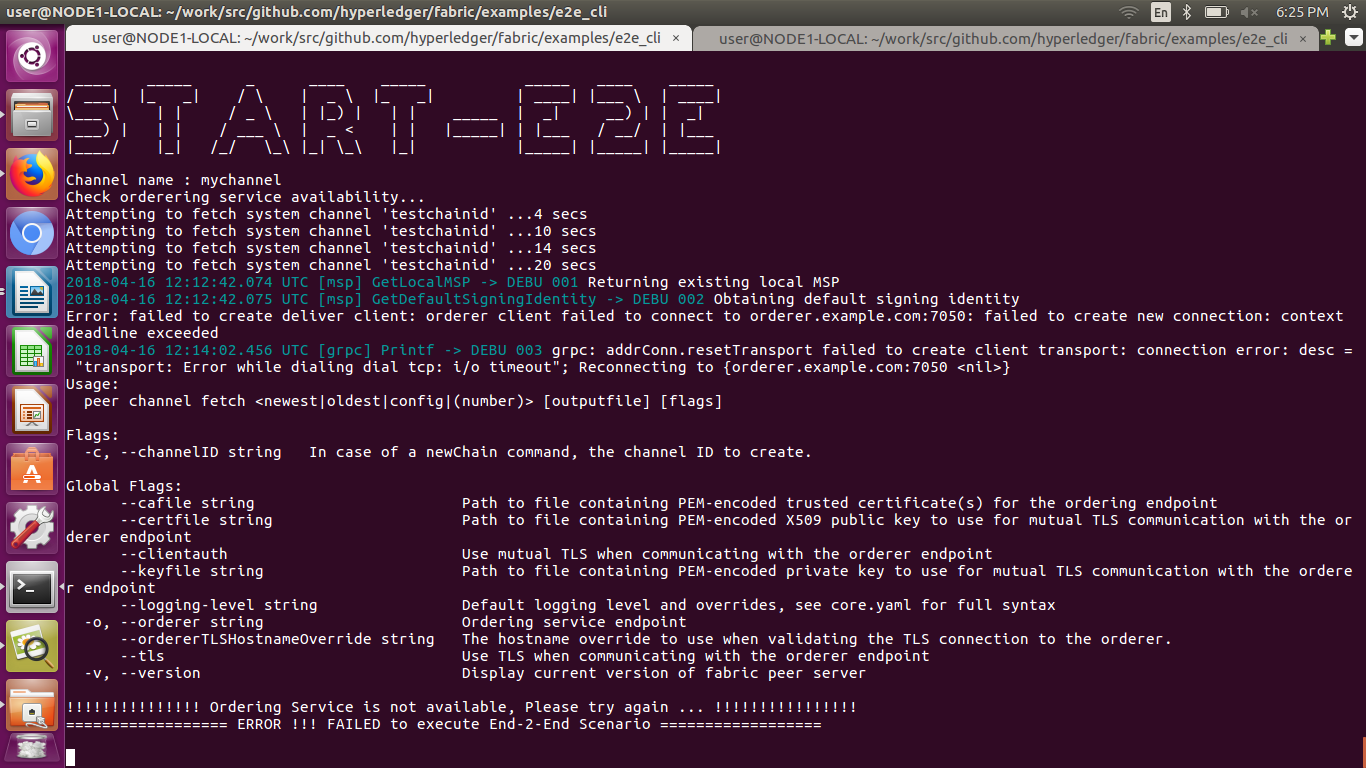 user@NODE1-LOCAL: ~/work/src/github.com/hyperledger/fabric/examples/e2e_cli
En
6:25 PM
user@NODE1-LOCAL: ~/work/src/github.com/hyperledger/fabric/examples/e2e_cli ×
user@NODE1-LOCAL: ~/work/src/github.com/hyperledger/fabric/examples/e2e_cli ×
START-E2E
Channel name : mychannel
Check orderering service availability...
Attempting to fetch system channel 'testchainid' ...4 secs
Attempting to fetch system channel 'testchainid' ...10 secs
Attempting to fetch system channel 'testchainid' ...14 secs
Attempting to fetch system channel 'testchainid' ...20 secs
2018-04-16 12:12:42.074 UTC [msp] GetLocalMSP -> DEBU 001 Returning existing local MSP
2018-04-16 12:12:42.075 UTC [msp] GetDefaultSigningIdentity -> DEBU 002 Obtaining default signing identity
Error: failed to create deliver client: orderer client failed to connect to orderer.example.com:7050: failed to create new connection: context
deadline exceeded
2018-04-16 12:14:02.456 UTC [grpc] Printf -> DEBU 003 grpc: addrConn.resetTransport failed to create client transport: connection error: desc =
"transport: Error while dialing dial tcp: i/o timeout"; Reconnecting to {orderer.example.com:7050 <nil>}
Usage:
peer channel fetch <newest|oldest|config|(number)> [outputfile] [flags]
Flags:
-c, --channelID string   In case of a newChain command, the channel ID to create.
Global Flags:
--cafile string   Path to file containing PEM-encoded trusted certificate(s) for the ordering endpoint
--certfile string   Path to file containing PEM-encoded X509 public key to use for mutual TLS communication with the or
derer endpoint
--clientauth   Use mutual TLS when communicating with the orderer endpoint
--keyfile string   Path to file containing PEM-encoded private key to use for mutual TLS communication with the ordere
r endpoint
--logging-level string   Default logging level and overrides, see core.yaml for full syntax
-o, --orderer string   Ordering service endpoint
--ordererTLSHostnameOverride string   The hostname override to use when validating the TLS connection to the orderer.
--tls   Use TLS when communicating with the orderer endpoint
-v, --version   Display current version of fabric peer server
!!!!!!!!!!!!!!! Ordering Service is not available, Please try again ... !!!!!!!!!!!!!!!!
================== ERROR !!! FAILED to execute End-2-End Scenario ==================